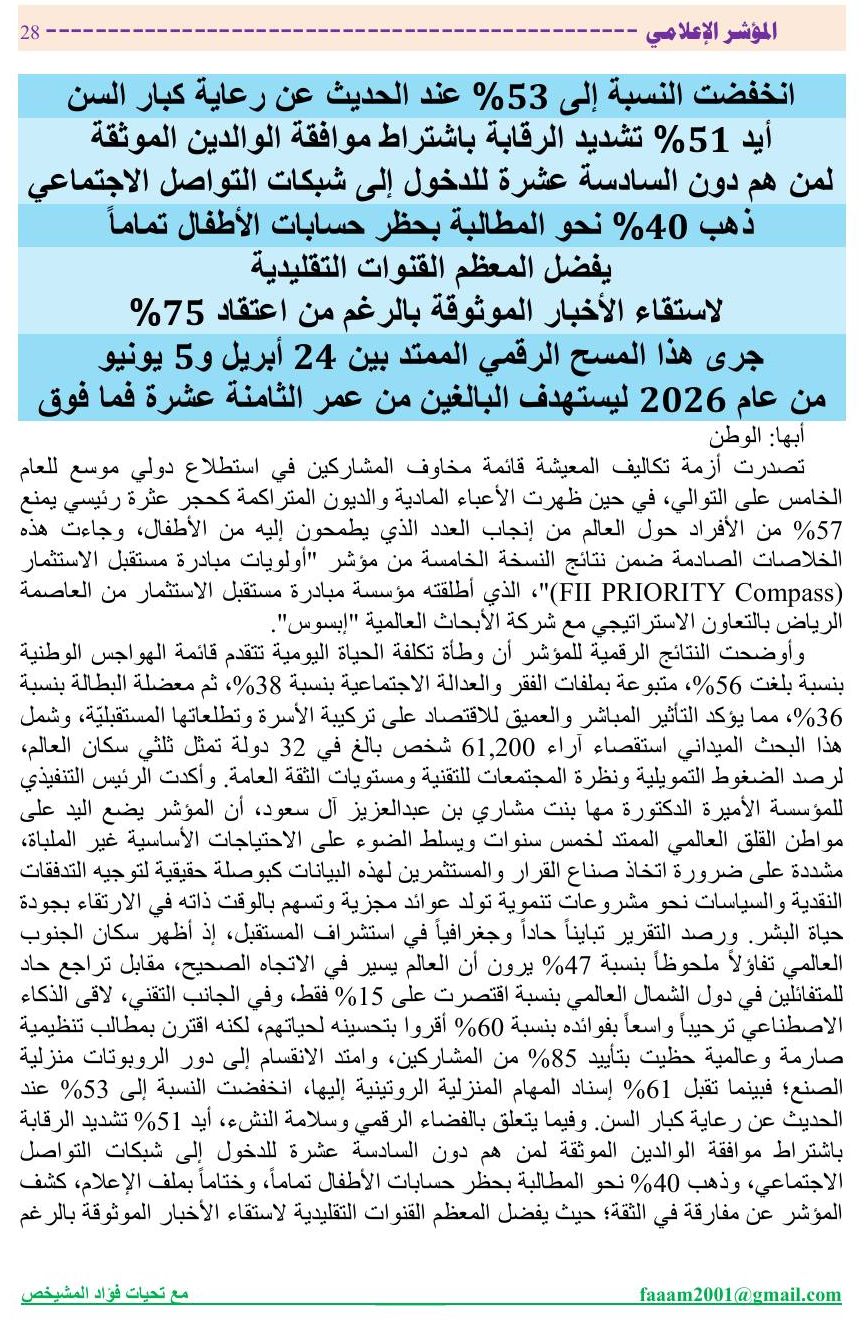 المؤشر الإعلامي ------------------------------------------------ 28
انخفضت النسبة إلى 53% عند الحديث عن رعاية كبار السن
أيد 51% تشديد الرقابة باشتراط موافقة الوالدين الموثقة
لمن هم دون السادسة عشرة للدخول إلى شبكات التواصل الاجتماعي
ذهب 40% نحو المطالبة بحظر حسابات الأطفال تماماً
يفضل المعظم القنوات التقليدية
لاستقاء الأخبار الموثوقة بالرغم من اعتقاد 75%
جرى هذا المسح الرقمي الممتد بين 24 أبريل و5 يونيو
من عام 2026 ليستهدف البالغين من عمر الثامنة عشرة فما فوق
أبها: الوطن
تصدرت أزمة تكاليف المعيشة قائمة مخاوف المشاركين في استطلاع دولي موسع للعام
الخامس على التوالي، في حين ظهرت الأعباء المادية والديون المتراكمة كحجر عثرة رئيسي يمنع
57% من الأفراد حول العالم من إنجاب العدد الذي يطمحون إليه من الأطفال، وجاءت هذه
الخلاصات الصادمة ضمن نتائج النسخة الخامسة من مؤشر "أولويات مبادرة مستقبل الاستثمار
(FII PRIORITY Compass)"، الذي أطلقته مؤسسة مبادرة مستقبل الاستثمار من العاصمة
الرياض بالتعاون الاستراتيجي مع شركة الأبحاث العالمية "إبسوس".
وأوضحت النتائج الرقمية للمؤشر أن وطأة تكلفة الحياة اليومية تتقدم قائمة الهواجس الوطنية
بنسبة بلغت 56%، متبوعة بملفات الفقر والعدالة الاجتماعية بنسبة 38%، ثم معضلة البطالة بنسبة
36%، مما يؤكد التأثير المباشر والعميق للاقتصاد على تركيبة الأسرة وتطلعاتها المستقبليّة، وشمل
هذا البحث الميداني استقصاء آراء 61,200 شخص بالغ في 32 دولة تمثل ثلثي سكان العالم،
لرصد الضغوط التمويلية ونظرة المجتمعات للتقنية ومستويات الثقة العامة. وأكدت الرئيس التنفيذي
للمؤسسة الأميرة الدكتورة مها بنت مشاري بن عبدالعزيز آل سعود، أن المؤشر يضع اليد على
مواطن القلق العالمي الممتد لخمس سنوات ويسلط الضوء على الاحتياجات الأساسية غير الملباة،
مشددة على ضرورة اتخاذ صناع القرار والمستثمرين لهذه البيانات كبوصلة حقيقية لتوجيه التدفقات
النقدية والسياسات نحو مشروعات تنموية تولد عوائد مجزية وتسهم بالوقت ذاته في الارتقاء بجودة
حياة البشر. ورصد التقرير تبايناً حاداً وجغرافياً في استشراف المستقبل، إذ أظهر سكان الجنوب
العالمي تفاؤلاً ملحوظاً بنسبة 47% يرون أن العالم يسير في الاتجاه الصحيح، مقابل تراجع حاد
للمتفائلين في دول الشمال العالمي بنسبة اقتصرت على 15% فقط، وفي الجانب التقني، لاقى الذكاء
الاصطناعي ترحيباً واسعاً بفوائده بنسبة 60% أقروا بتحسينه لحياتهم، لكنه اقترن بمطالب تنظيمية
صارمة وعالمية حظيت بتأييد 85% من المشاركين، وامتد الانقسام إلى دور الروبوتات منزلية
الصنع؛ فبينما تقبل 61% إسناد المهام المنزلية الروتينية إليها، انخفضت النسبة إلى 53% عند
الحديث عن رعاية كبار السن. وفيما يتعلق بالفضاء الرقمي وسلامة النشء، أيد 51% تشديد الرقابة
باشتراط موافقة الوالدين الموثقة لمن هم دون السادسة عشرة للدخول إلى شبكات التواصل
الاجتماعي، وذهب 40% نحو المطالبة بحظر حسابات الأطفال تماماً، وختاماً بملف الإعلام، كشف
المؤشر عن مفارقة في الثقة؛ حيث يفضل المعظم القنوات التقليدية لاستقاء الأخبار الموثوقة بالرغم
مع تحيات فؤاد المشيخص faaam2001@gmail.com